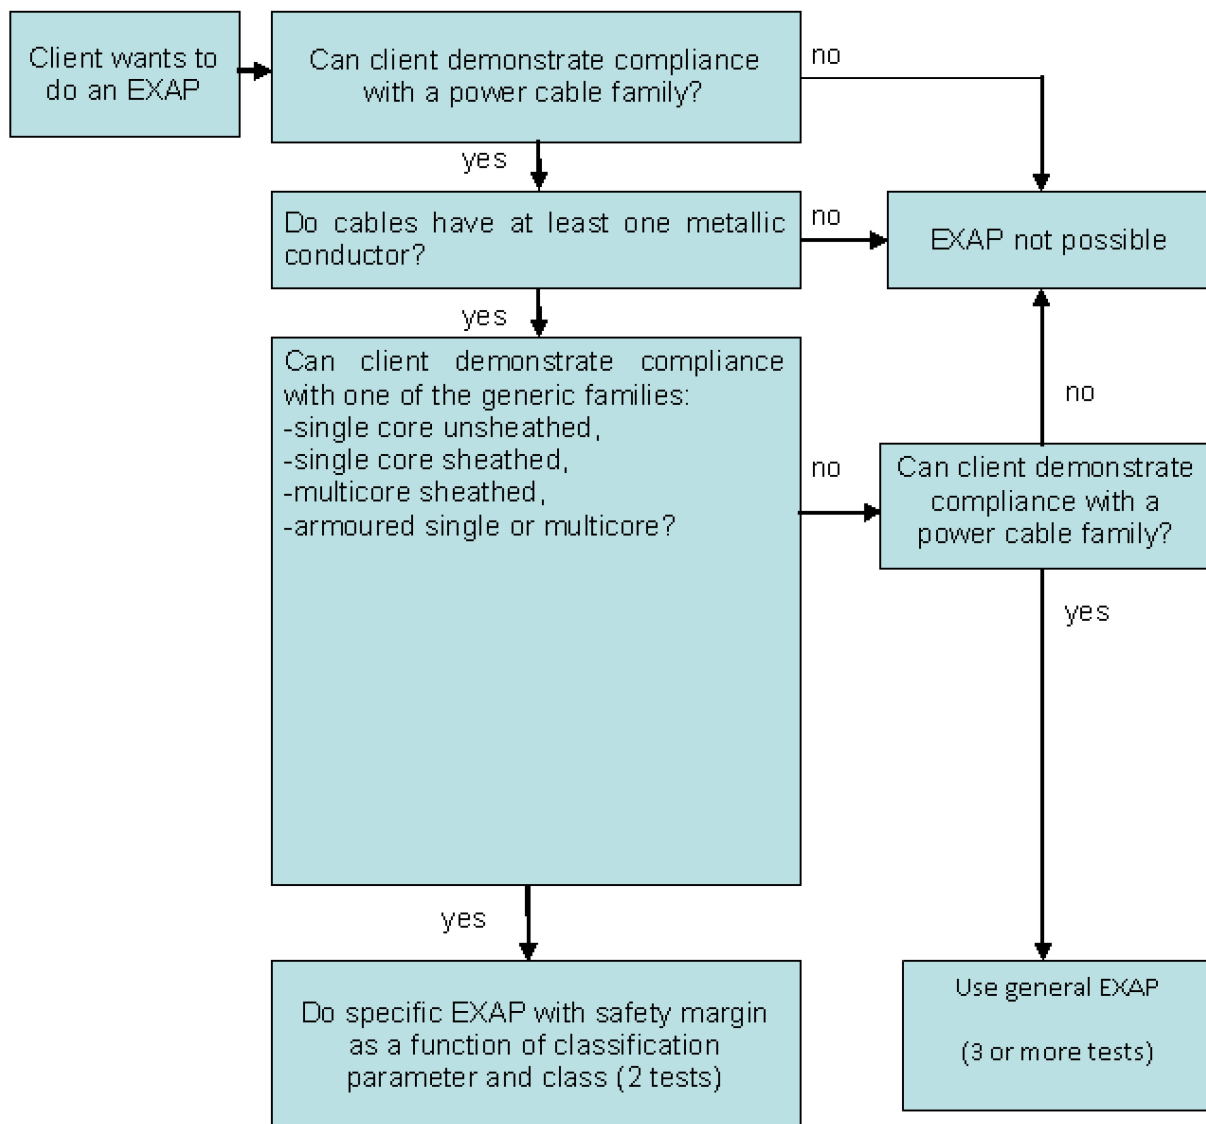 Client wants to
do an EXAP
Can client demonstrate compliance
with a power cable family?
no
yes
Do cables have at least one metallic
conductor?
no
EXAP not possible
yes
Can client demonstrate compliance
with one of the generic families:
-single core unsheathed,
-single core sheathed,
-multicore sheathed,
-armoured single or multicore?
no
no
Can client demonstrate
compliance with a
power cable family?
yes
yes
Do specific EXAP with safety margin
as a function of classification
parameter and class (2 tests)
Use general EXAP
(3 or more tests)